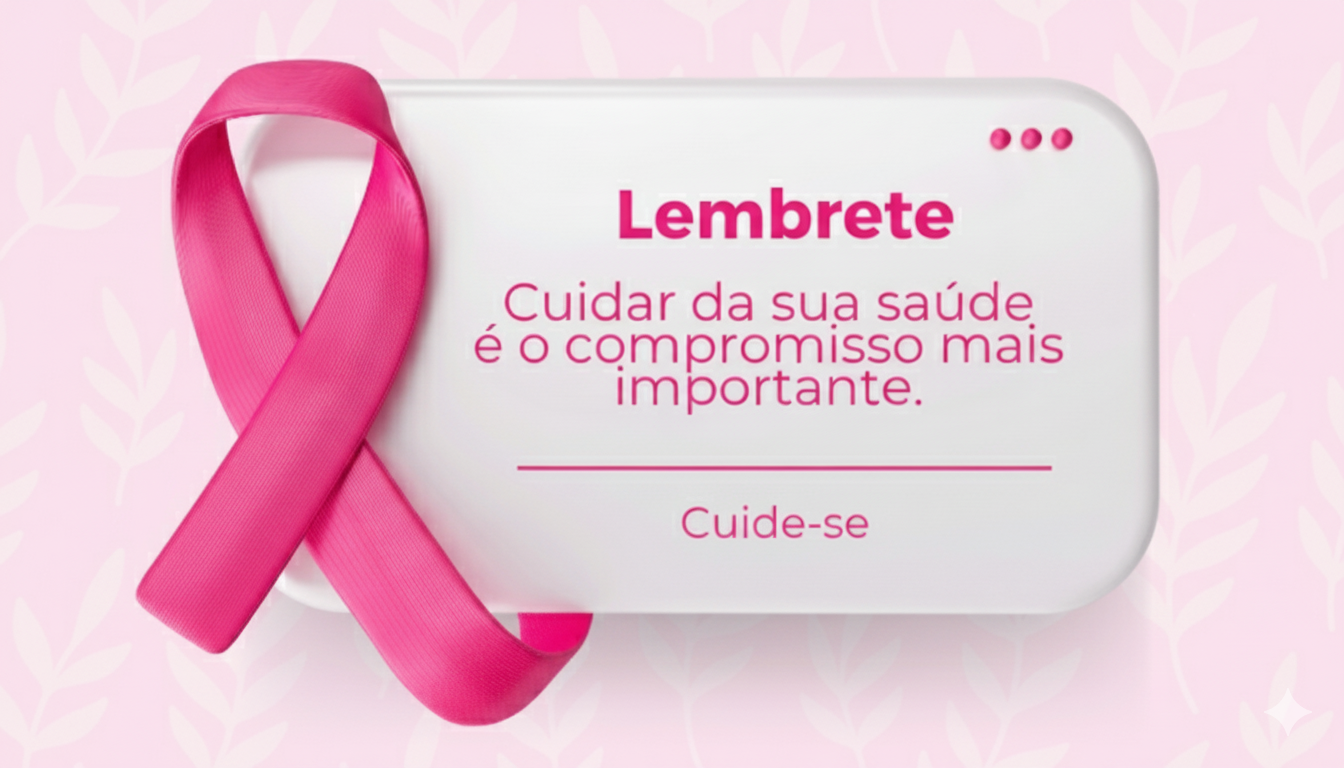 Lembrete
Cuidar da sua saúde
é o compromisso mais
importante.
Cuide-se